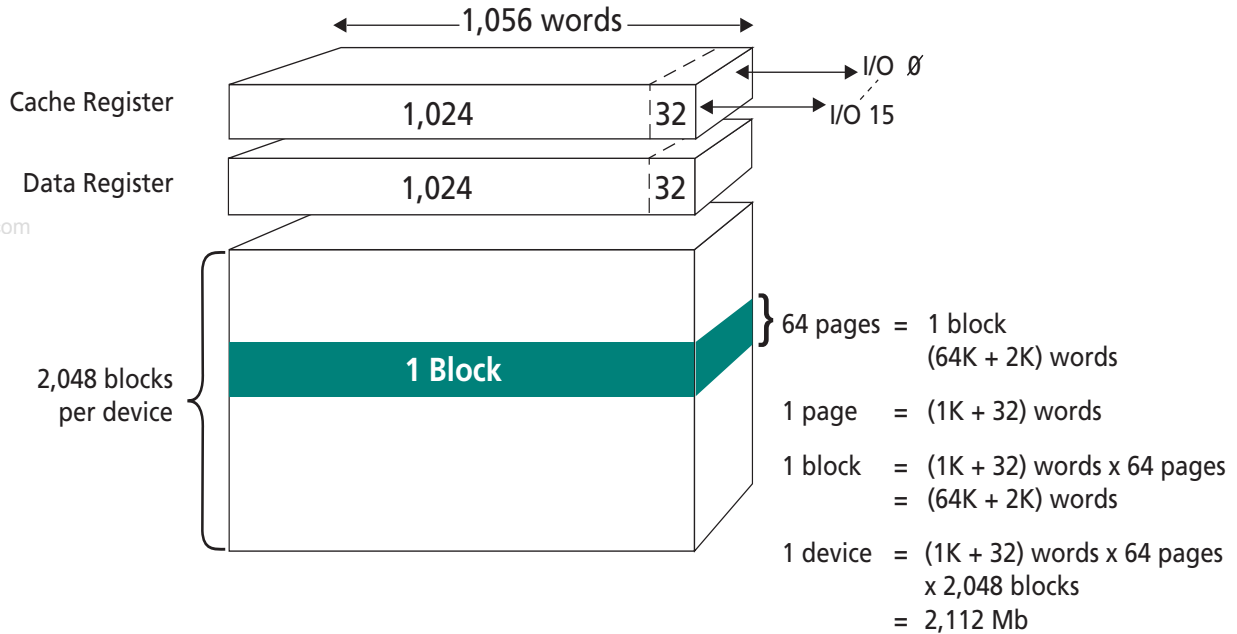 1,056 words
I/O 0
Cache Register
1,024
32
I/O 15
Data Register
1,024
32
om
1 Block
2,048 blocks
per device
64 pages = 1 block
(64K + 2K) words
1 page = (1K + 32) words
1 block = (1K + 32) words x 64 pages
= (64K + 2K) words
1 device = (1K + 32) words x 64 pages
x 2,048 blocks
= 2,112 Mb